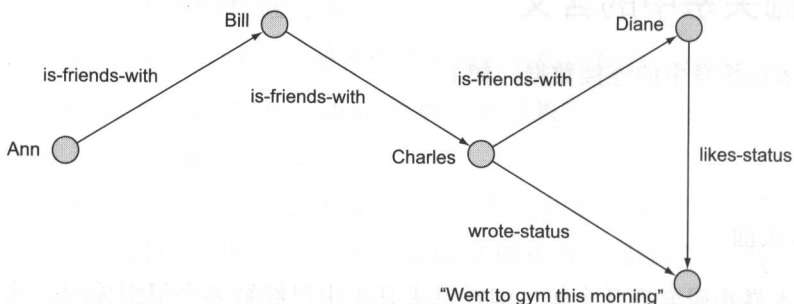 Bill
Diane
is-friends-with
is-friends-with
is-friends-with
Ann
Charles
likes-status
wrote-status
“Went to gym this morning”